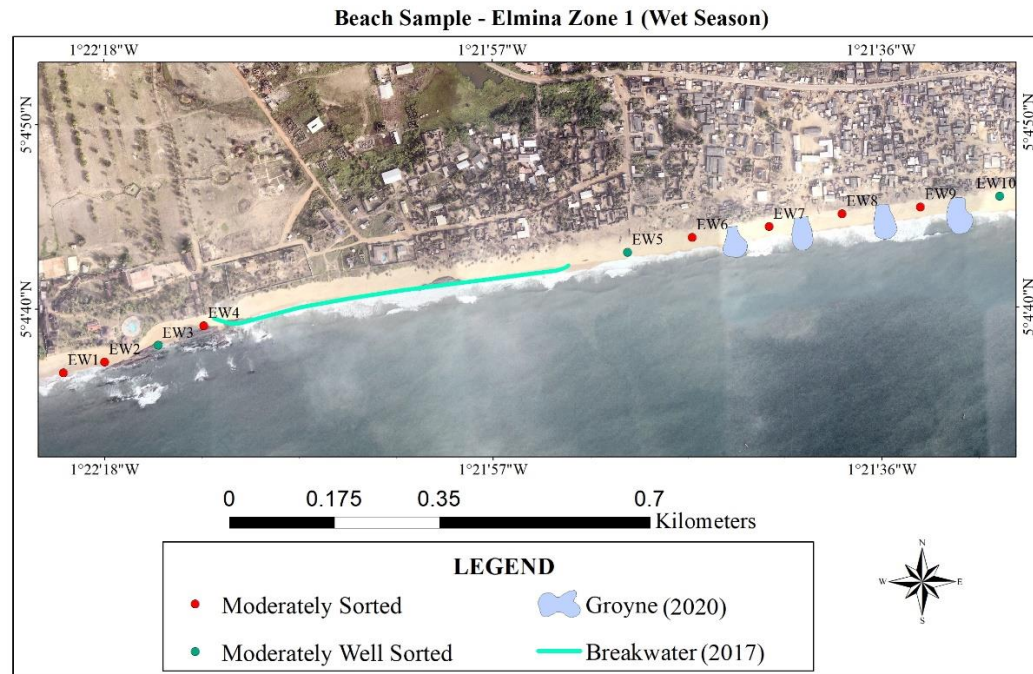 Beach Sample - Elmina Zone 1 (Wet Season)
1°22'18"W 1°21'57"W 1°21'36"W
5°4'50"N 5°4'50"N
EW10
EW9
EW8
EW7
EW6
EW5
5°4'40"N 5°4'40"N
EW4
EW3
EW2
EW1
1°22'18"W 1°21'57"W 1°21'36"W
0 0.175 0.35 0.7
Kilometers
LEGEND
Moderately Sorted Groyne (2020)
Moderately Well Sorted Breakwater (2017)
N
W E
S